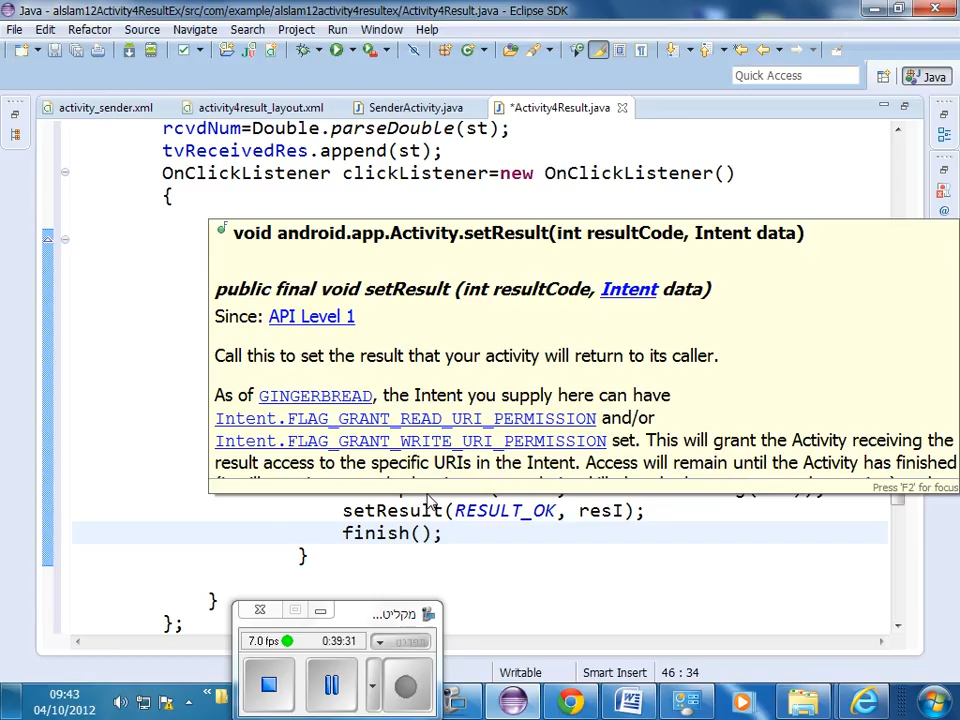 Java - alslam12Activity4ResultEx/src/com/example/alslam12activity4resultex/Activity4Result.java - Eclipse SDK
File Edit Refactor Source Navigate Search Project Run Window Help
Quick Access
Java
activity_sender.xml
activity4result_layout.xml
SenderActivity.java
*Activity4Result.java
rcvdNum=Double.parseDouble(st);
tvReceivedRes.append(st);
OnClickListener clickListener=new OnClickListener()
{
void android.app.Activity.setResult(int resultCode, Intent data)
public final void setResult (int resultCode, Intent data)
Since: API Level 1
Call this to set the result that your activity will return to its caller.
As of GINGERBREAD, the Intent you supply here can have
Intent.FLAG_GRANT_READ_URI_PERMISSION and/or
Intent.FLAG_GRANT_WRITE_URI_PERMISSION set. This will grant the Activity receiving the
result access to the specific URIs in the Intent. Access will remain until the Activity has finished
Press 'F2' for focus
setResult(RESULT_OK, resI);
finish();
}
}
};
מקליט...
7.0 fps
0:39:31
Writable
Smart Insert
46 : 34
09:43
04/10/2012